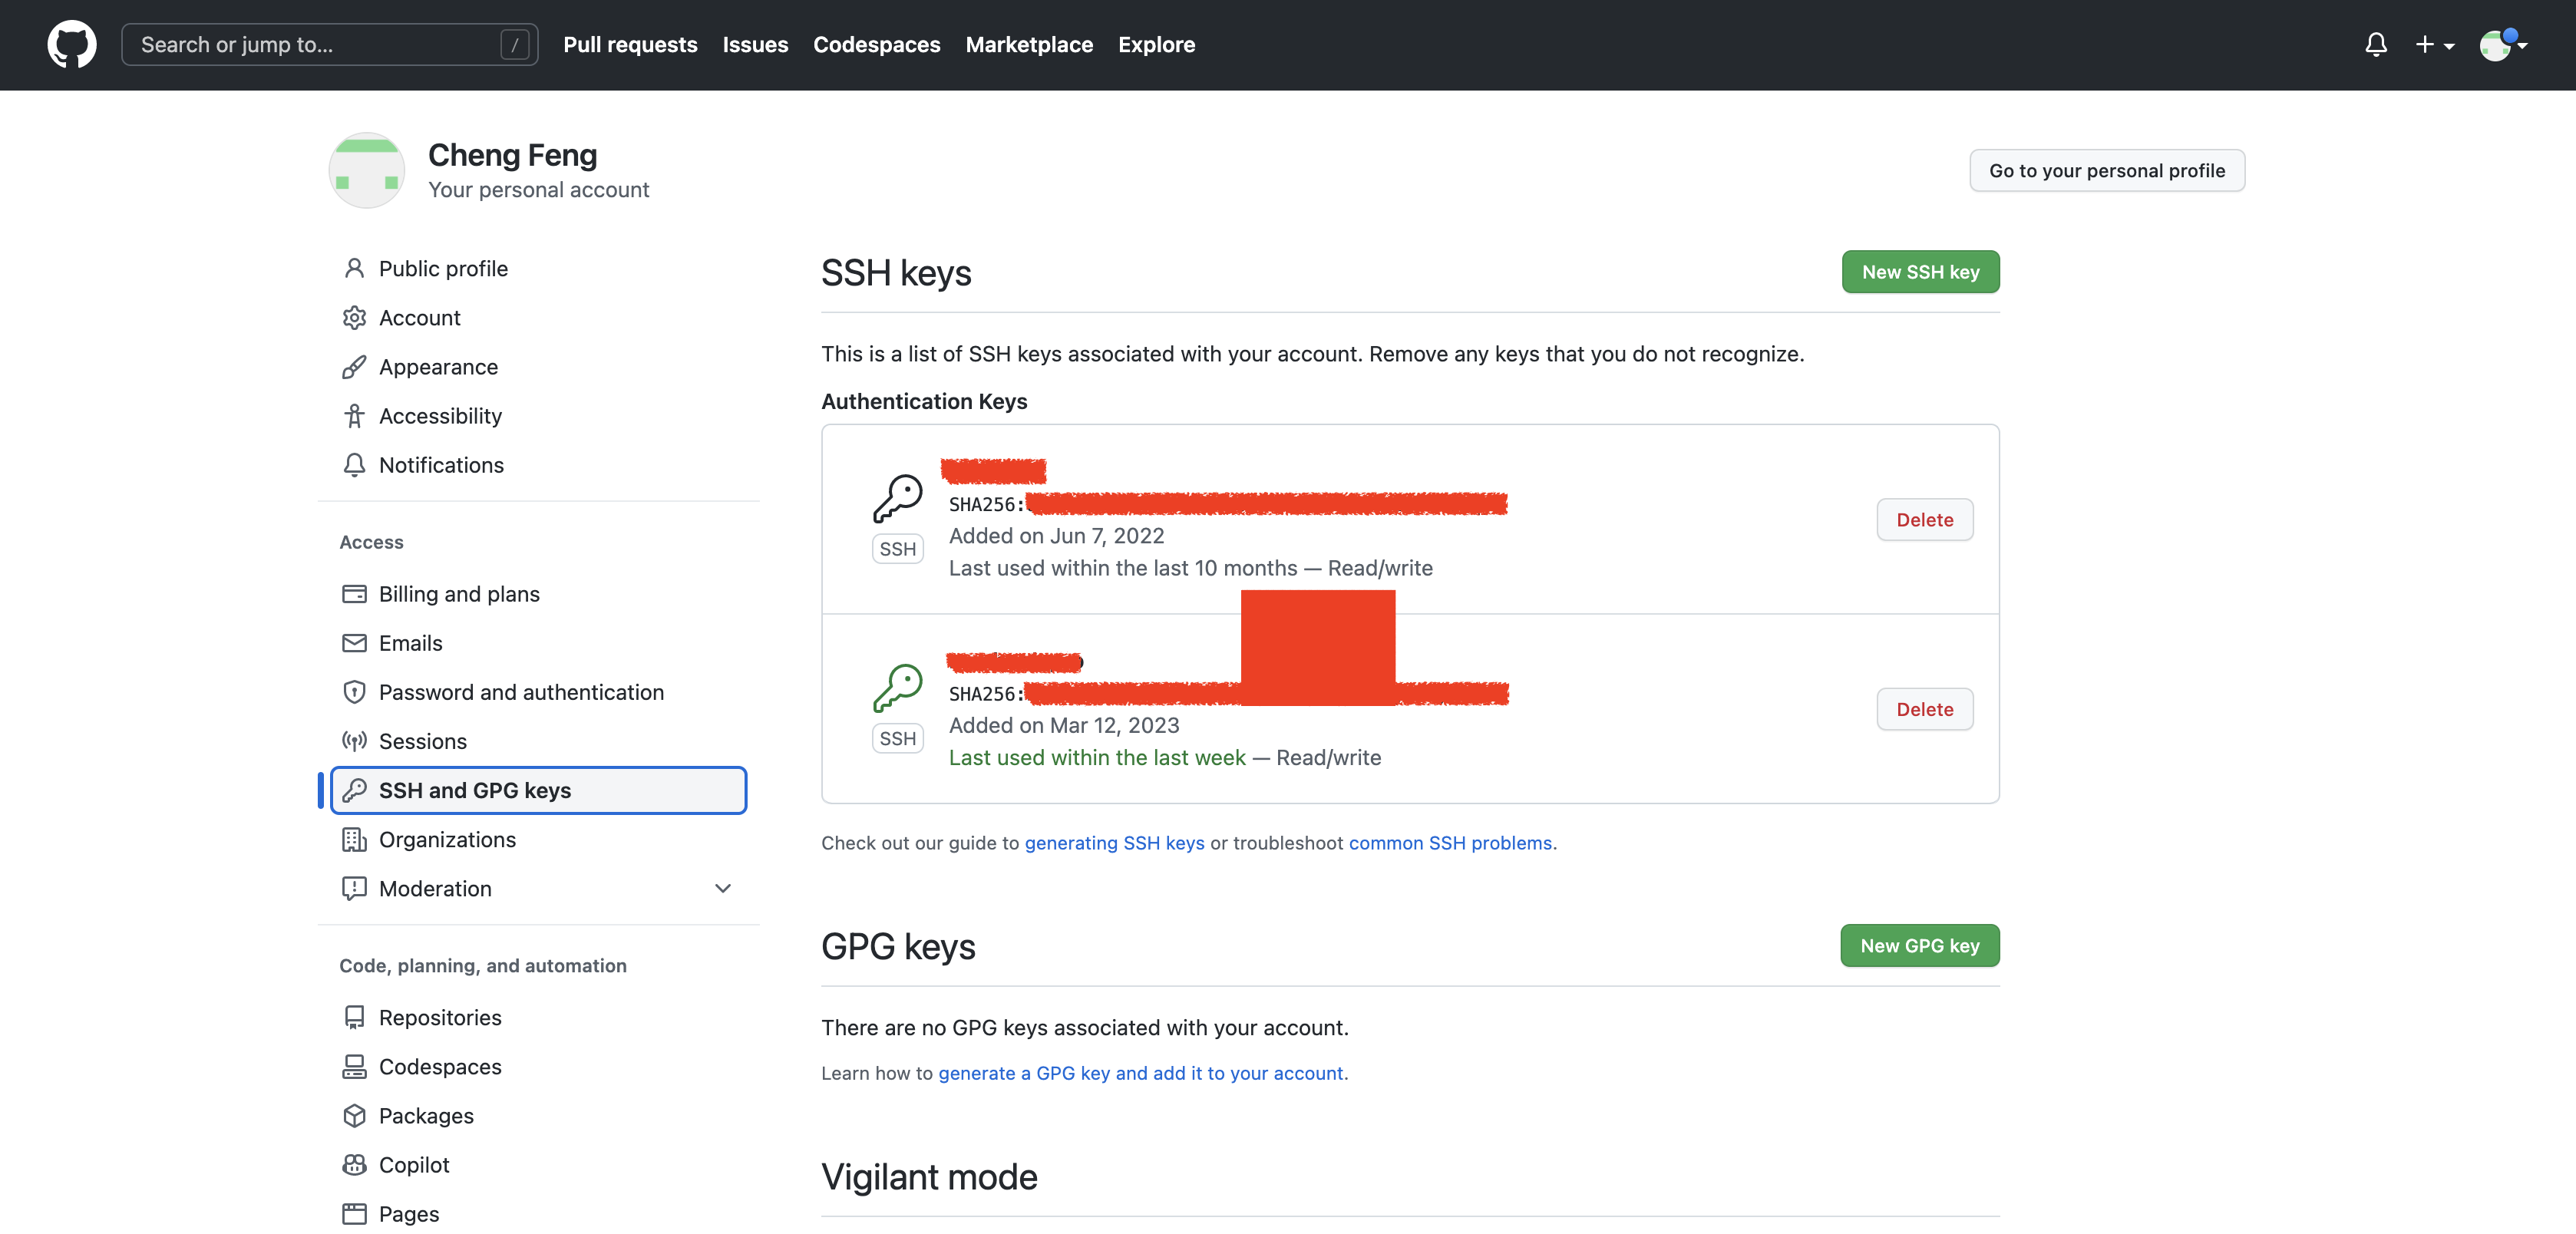 Search or jump to... /
Pull requests Issues Codespaces Marketplace Explore
Cheng Feng
Your personal account
Go to your personal profile
Public profile
Account
Appearance
Accessibility
Notifications
Access
Billing and plans
Emails
Password and authentication
Sessions
SSH and GPG keys
Organizations
Moderation
Code, planning, and automation
Repositories
Codespaces
Packages
Copilot
Pages
SSH keys
New SSH key
This is a list of SSH keys associated with your account. Remove any keys that you do not recognize.
Authentication Keys
SHA256:
SSH
Added on Jun 7, 2022
Last used within the last 10 months — Read/write
Delete
SHA256:
SSH
Added on Mar 12, 2023
Last used within the last week — Read/write
Delete
Check out our guide to generating SSH keys or troubleshoot common SSH problems.
GPG keys
New GPG key
There are no GPG keys associated with your account.
Learn how to generate a GPG key and add it to your account.
Vigilant mode